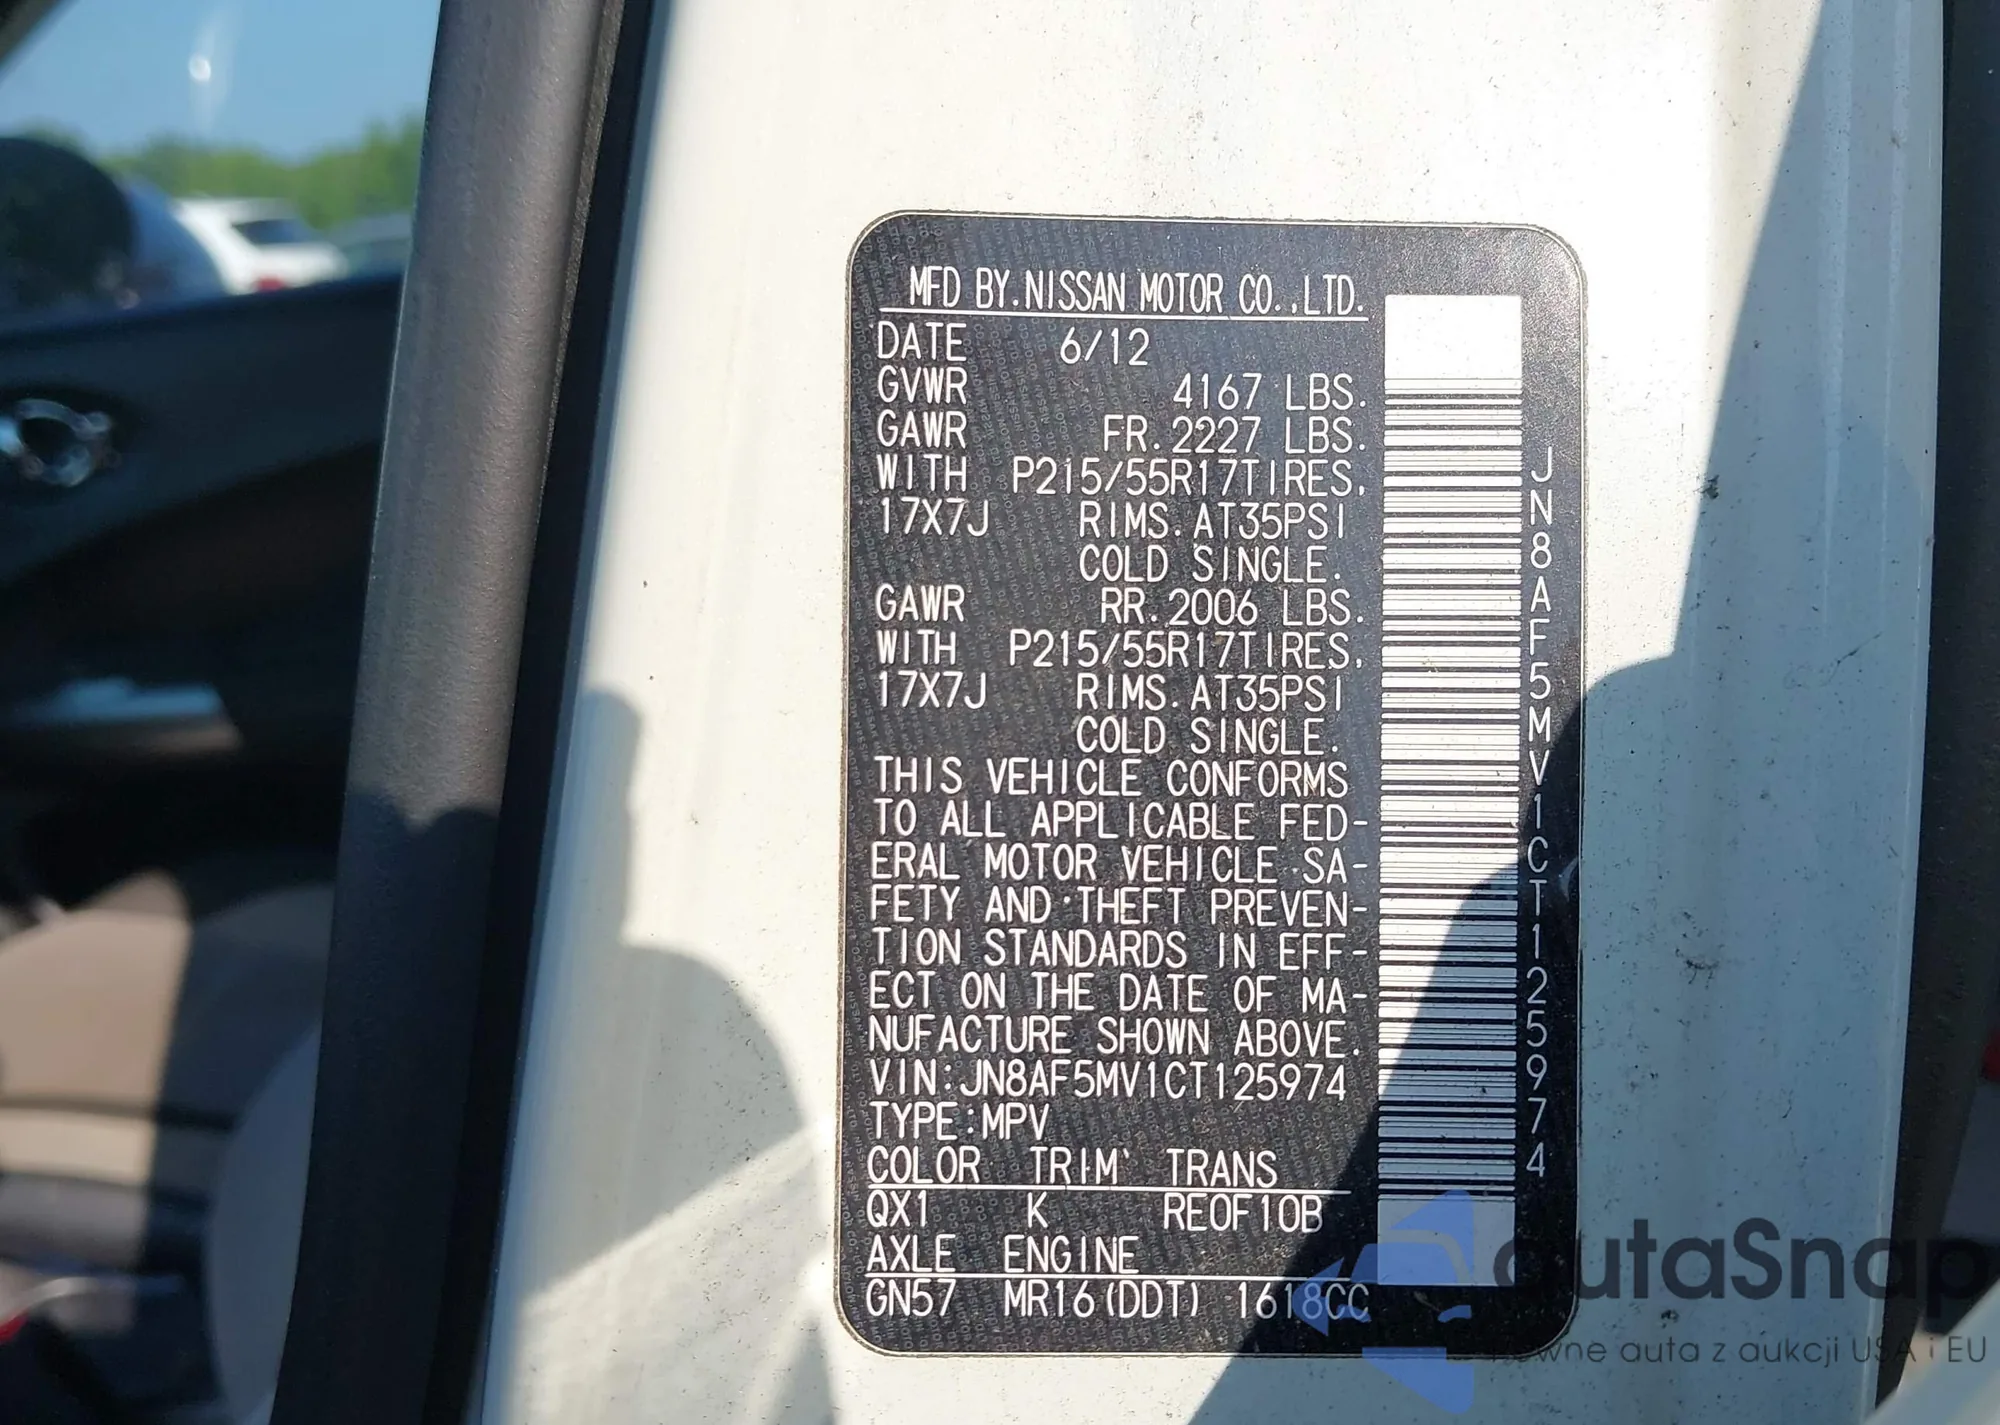 MFD BY.NISSAN MOTOR CO.,LTD.
DATE 6/12
GVWR 4167 LBS.
GAWR FR.2227 LBS.
WITH P215/55R17TIRES,
17X7J RIMS.AT35PSI
COLD SINGLE.
GAWR RR.2006 LBS.
WITH P215/55R17TIRES,
17X7J RIMS.AT35PSI
COLD SINGLE.
THIS VEHICLE CONFORMS
TO ALL APPLICABLE FED-
ERAL MOTOR VEHICLE SA-
FETY AND THEFT PREVEN-
TION STANDARDS IN EFF-
ECT ON THE DATE OF MA-
NUFACTURE SHOWN ABOVE.
VIN:JN8AF5MV1CT125974
TYPE:MPV
COLOR TRIM TRANS
QX1 K RE0F10B
AXLE ENGINE
GN57 MR16(DDT) 1618CC
JN8AF5MV1CT125974
autaSnap
auta z aukcji USA i EU